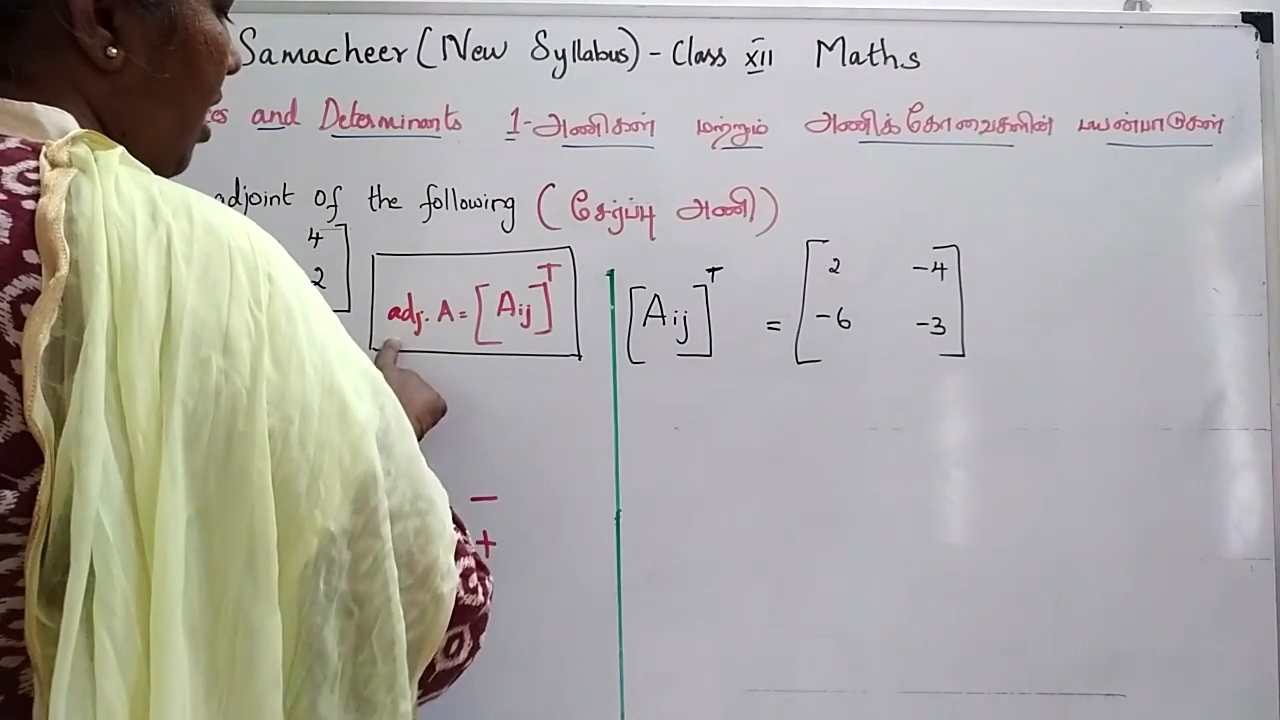 Samacheer (New Syllabus) - Class XII Maths
and Determinants 1-அணிகள் மற்றும் அணிக்கோவைகளின் பயன்பாடுகள்
adjoint of the following (சேர்ப்பு அணி)
4
2
adj. A = [Aij]^T
[Aij]^T = [2 -4
-6 -3]
-
+